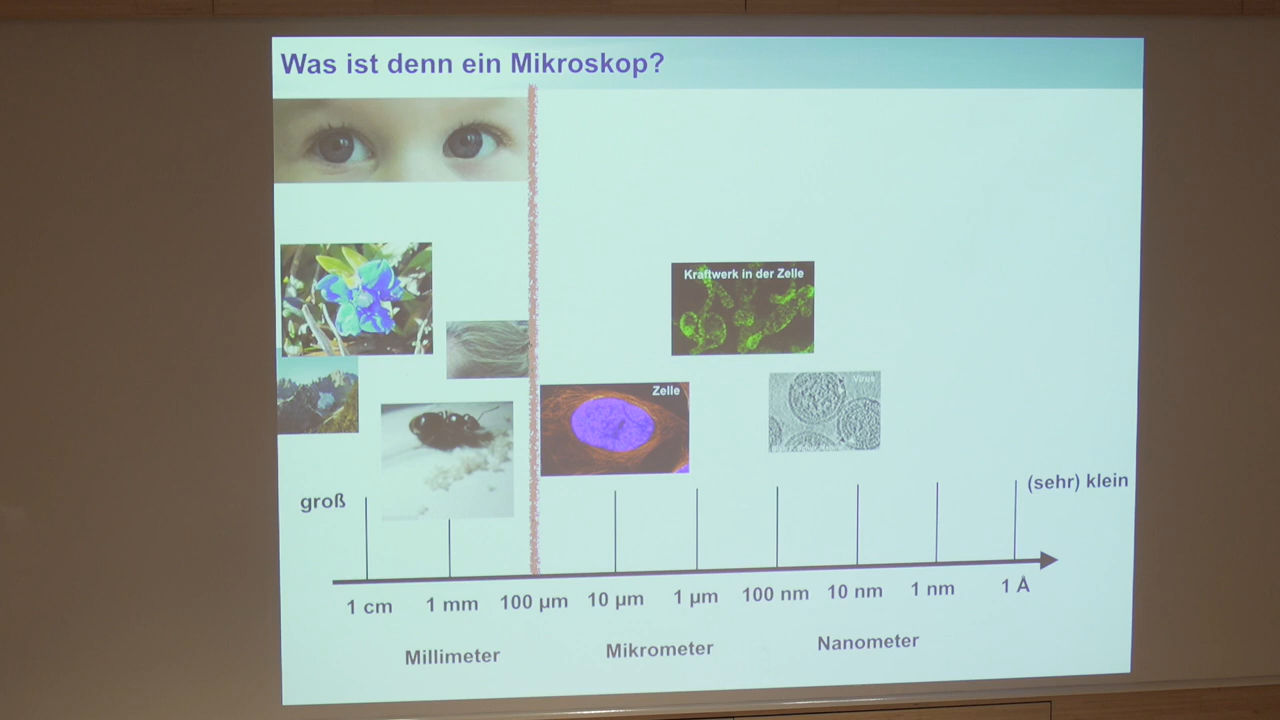 Was ist denn ein Mikroskop?
Kraftwerk in der Zelle
Virus
Zelle
groß
(sehr) klein
1 cm
1 mm
100 µm
10 µm
1 µm
100 nm
10 nm
1 nm
1 Å
Millimeter
Mikrometer
Nanometer